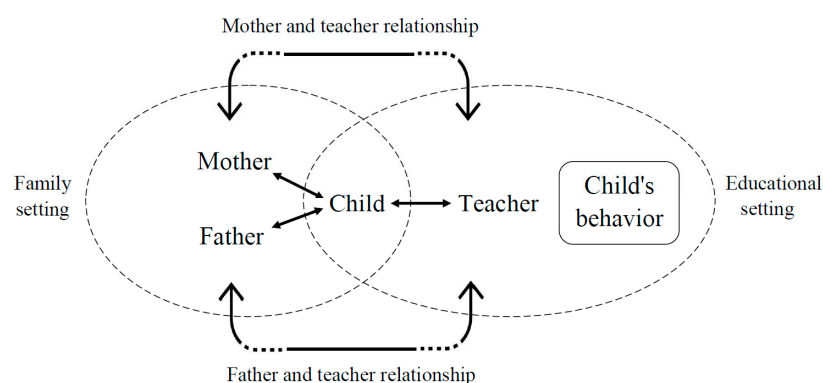 Mother and teacher relationship
Mother
Family
setting
Child
Teacher
Child's
behavior
Educational
setting
Father
Father and teacher relationship